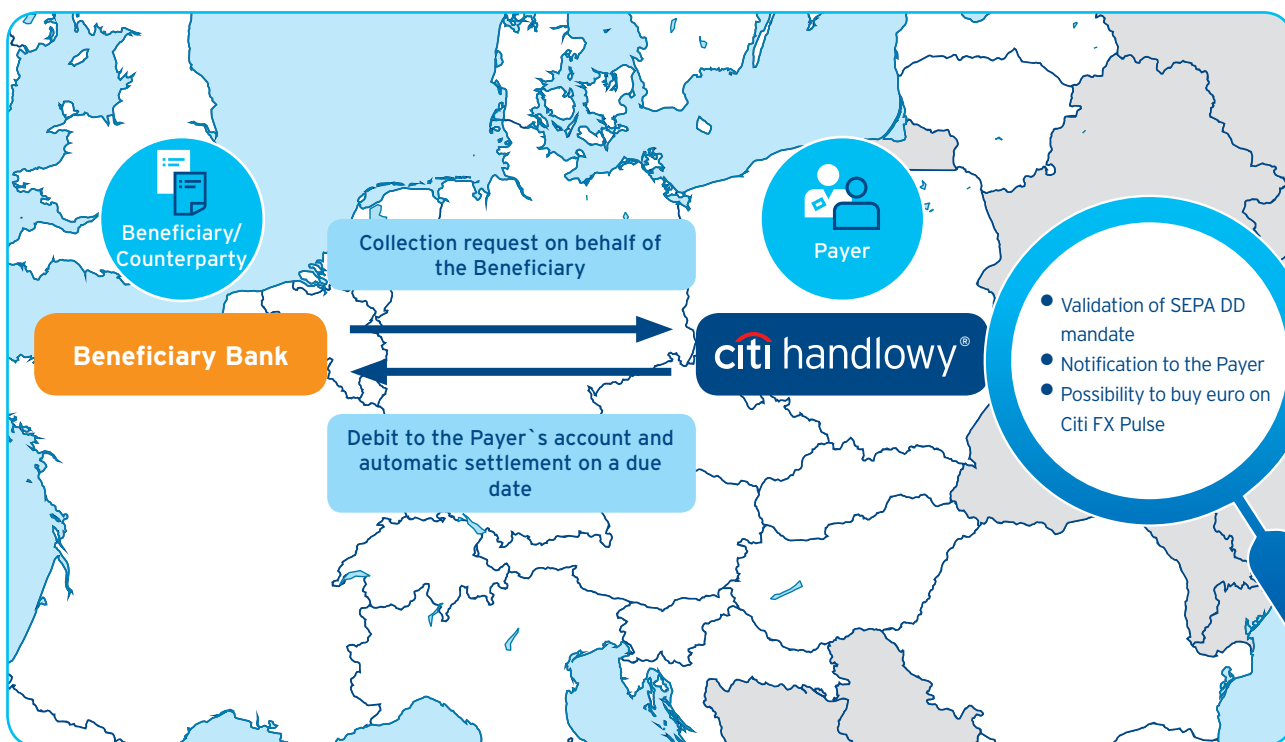 Beneficiary/
Counterparty
Collection request on behalf of
the Beneficiary
Payer
Beneficiary Bank
citi handlowy®
Debit to the Payer`s account and
automatic settlement on a due
date
● Validation of SEPA DD
mandate
● Notification to the Payer
● Possibility to buy euro on
Citi FX Pulse